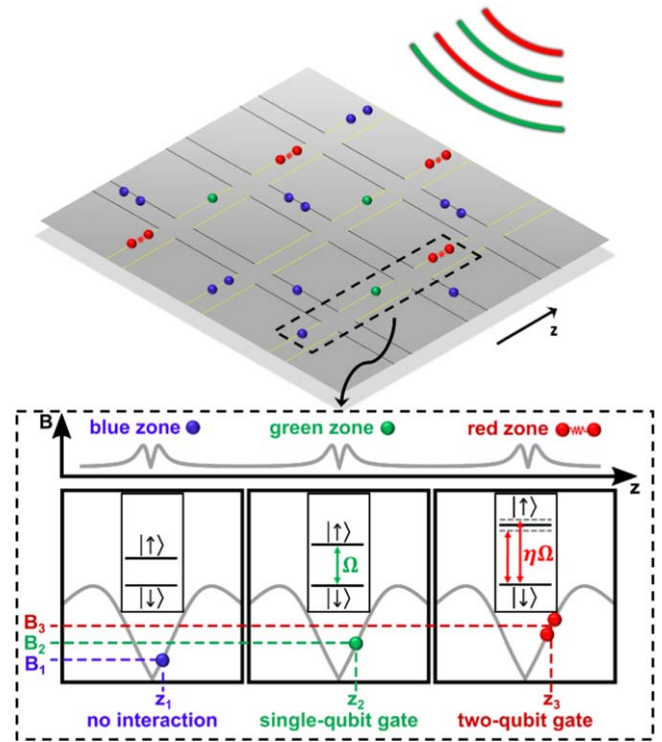 z
B
blue zone
green zone
red zone
z
|↑⟩
|↓⟩
|↑⟩
Ω
|↓⟩
|↑⟩
ηΩ
|↓⟩
B₃
B₂
B₁
z₁
z₂
z₃
no interaction
single-qubit gate
two-qubit gate